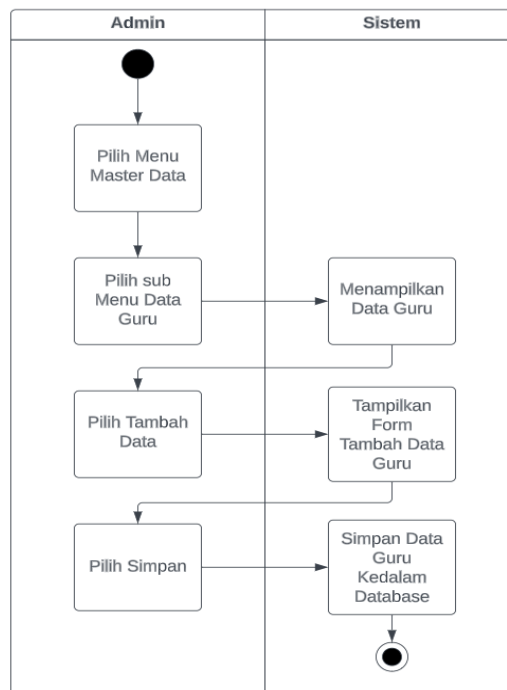 Admin
Sistem
Pilih Menu
Master Data
Pilih sub
Menu Data
Guru
Menampilkan
Data Guru
Pilih Tambah
Data
Tampilkan
Form
Tambah Data
Guru
Pilih Simpan
Simpan Data
Guru
Kedalam
Database